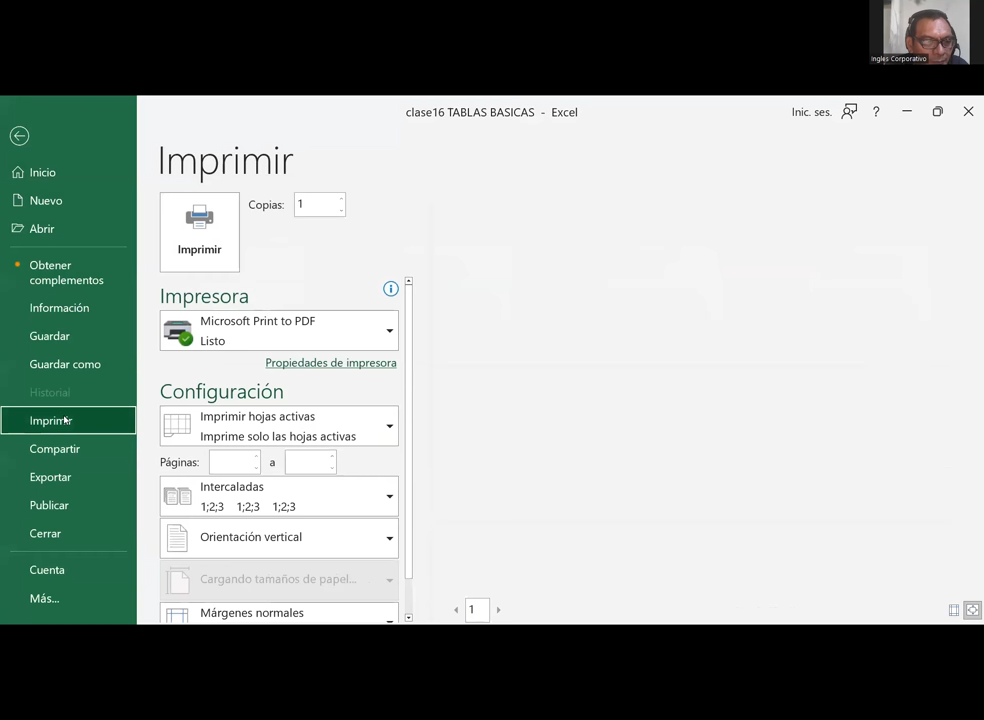 Ingles Corporativo
clase16 TABLAS BASICAS - Excel
Inic. ses.
?
Inicio
Nuevo
Abrir
Obtener
complementos
Información
Guardar
Guardar como
Historial
Imprimir
Compartir
Exportar
Publicar
Cerrar
Cuenta
Más...
Imprimir
Imprimir
Copias: 1
Impresora
Microsoft Print to PDF
Listo
Propiedades de impresora
Configuración
Imprimir hojas activas
Imprime solo las hojas activas
Páginas: a
Intercaladas
1;2;3 1;2;3 1;2;3
Orientación vertical
Cargando tamaños de papel...
Márgenes normales
1